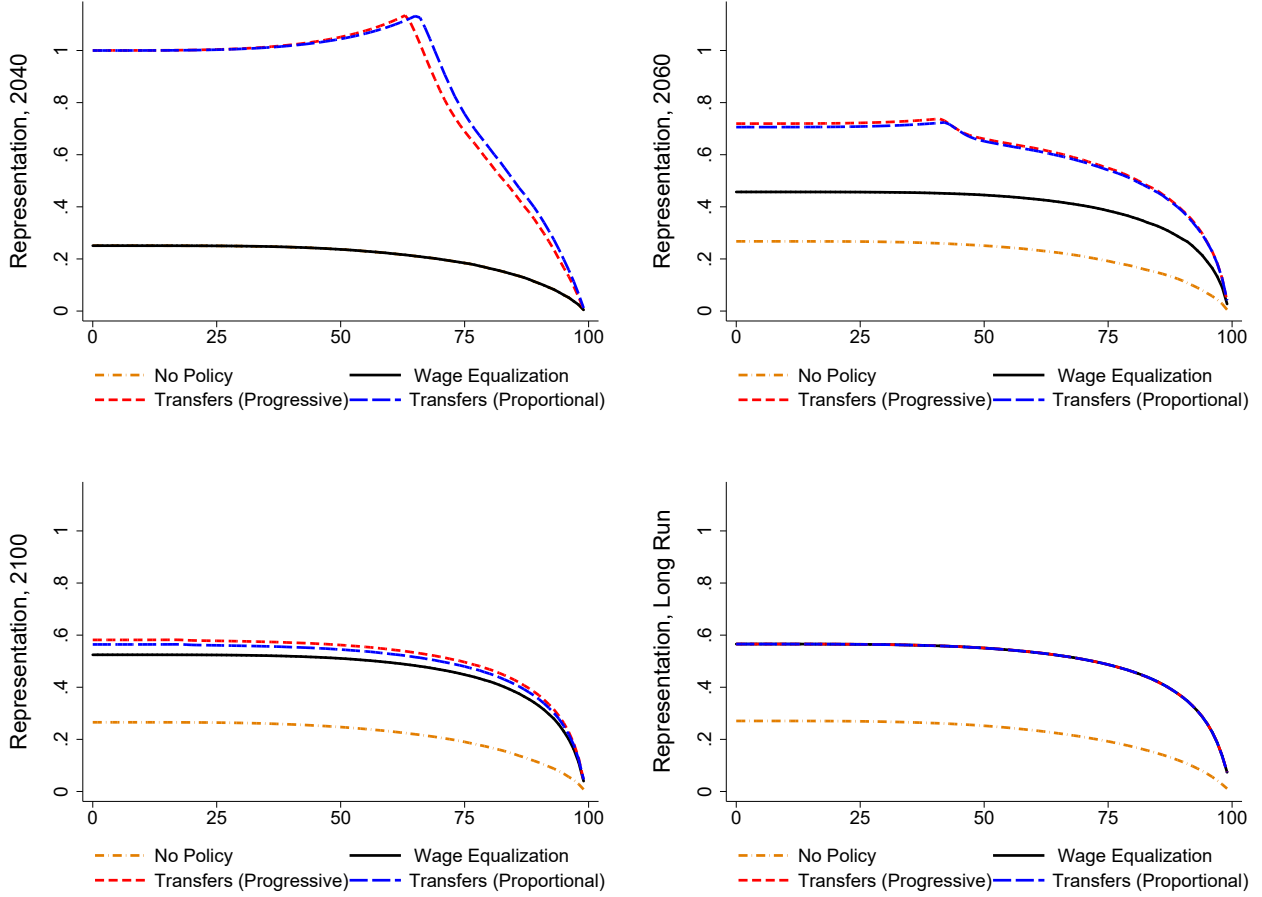 Representation, 2040
1
.8
.6
.4
.2
0
0 25 50 75 100
No Policy Wage Equalization
Transfers (Progressive) Transfers (Proportional)
Representation, 2060
1
.8
.6
.4
.2
0
0 25 50 75 100
No Policy Wage Equalization
Transfers (Progressive) Transfers (Proportional)
Representation, 2100
1
.8
.6
.4
.2
0
0 25 50 75 100
No Policy Wage Equalization
Transfers (Progressive) Transfers (Proportional)
Representation, Long Run
1
.8
.6
.4
.2
0
0 25 50 75 100
No Policy Wage Equalization
Transfers (Progressive) Transfers (Proportional)